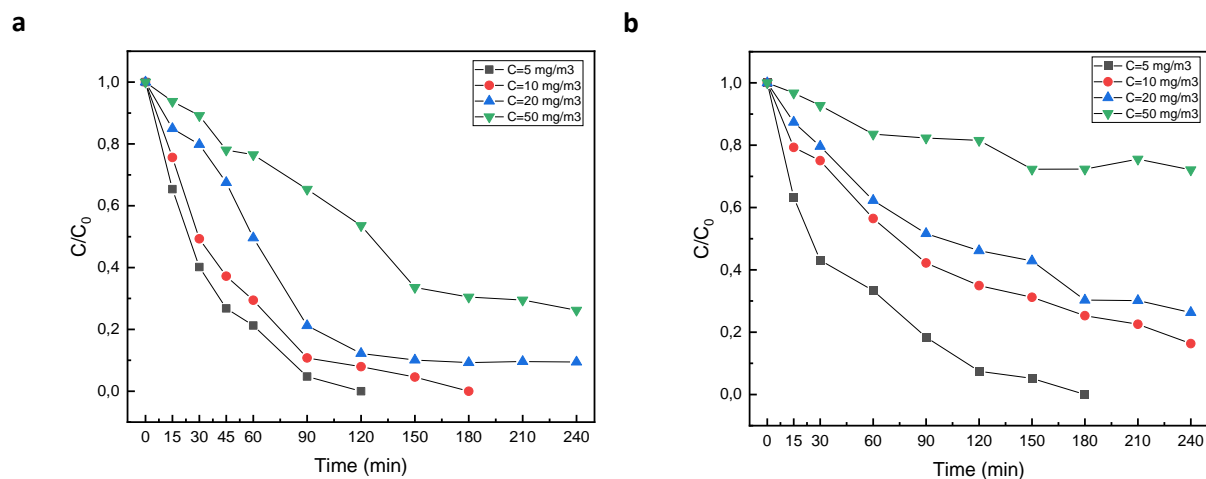 a
C=5 mg/m3
C=10 mg/m3
C=20 mg/m3
C=50 mg/m3
1,0
0,8
0,6
0,4
0,2
0,0
C/C₀
0 15 30 45 60 90 120 150 180 210 240
Time (min)
b
C=5 mg/m3
C=10 mg/m3
C=20 mg/m3
C=50 mg/m3
1,0
0,8
0,6
0,4
0,2
0,0
C/C₀
0 15 30 60 90 120 150 180 210 240
Time (min)